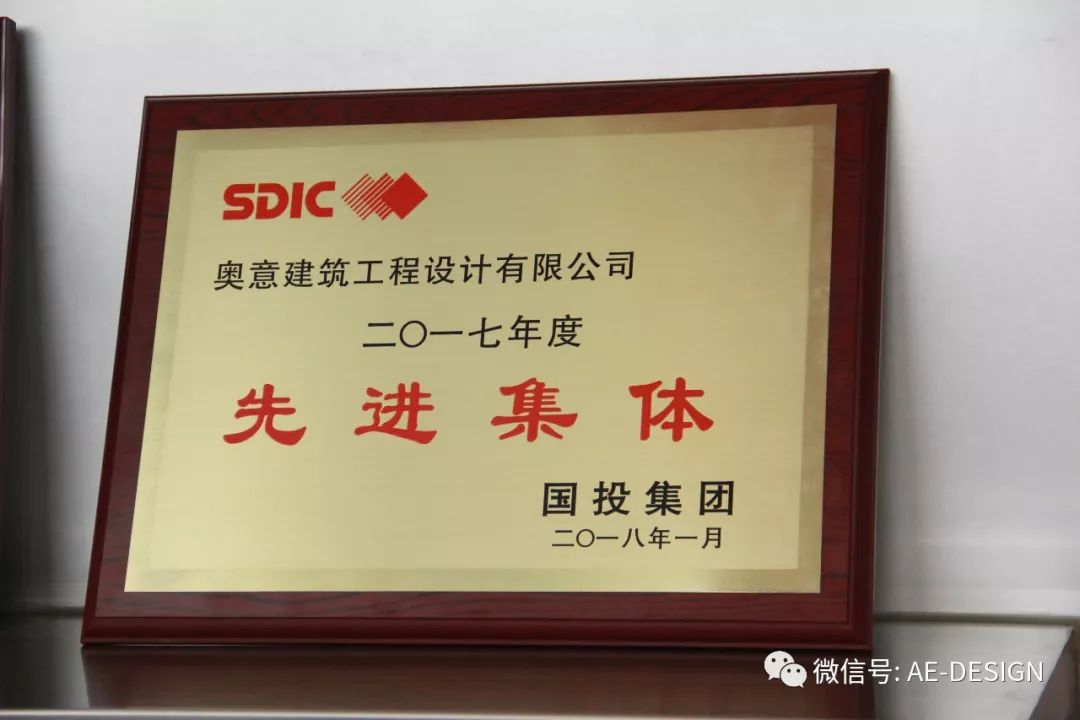 SDIC
奥意建筑工程设计有限公司
二〇一七年度
先进集体
国投集团
二〇一八年一月
微信号: AE-DESIGN